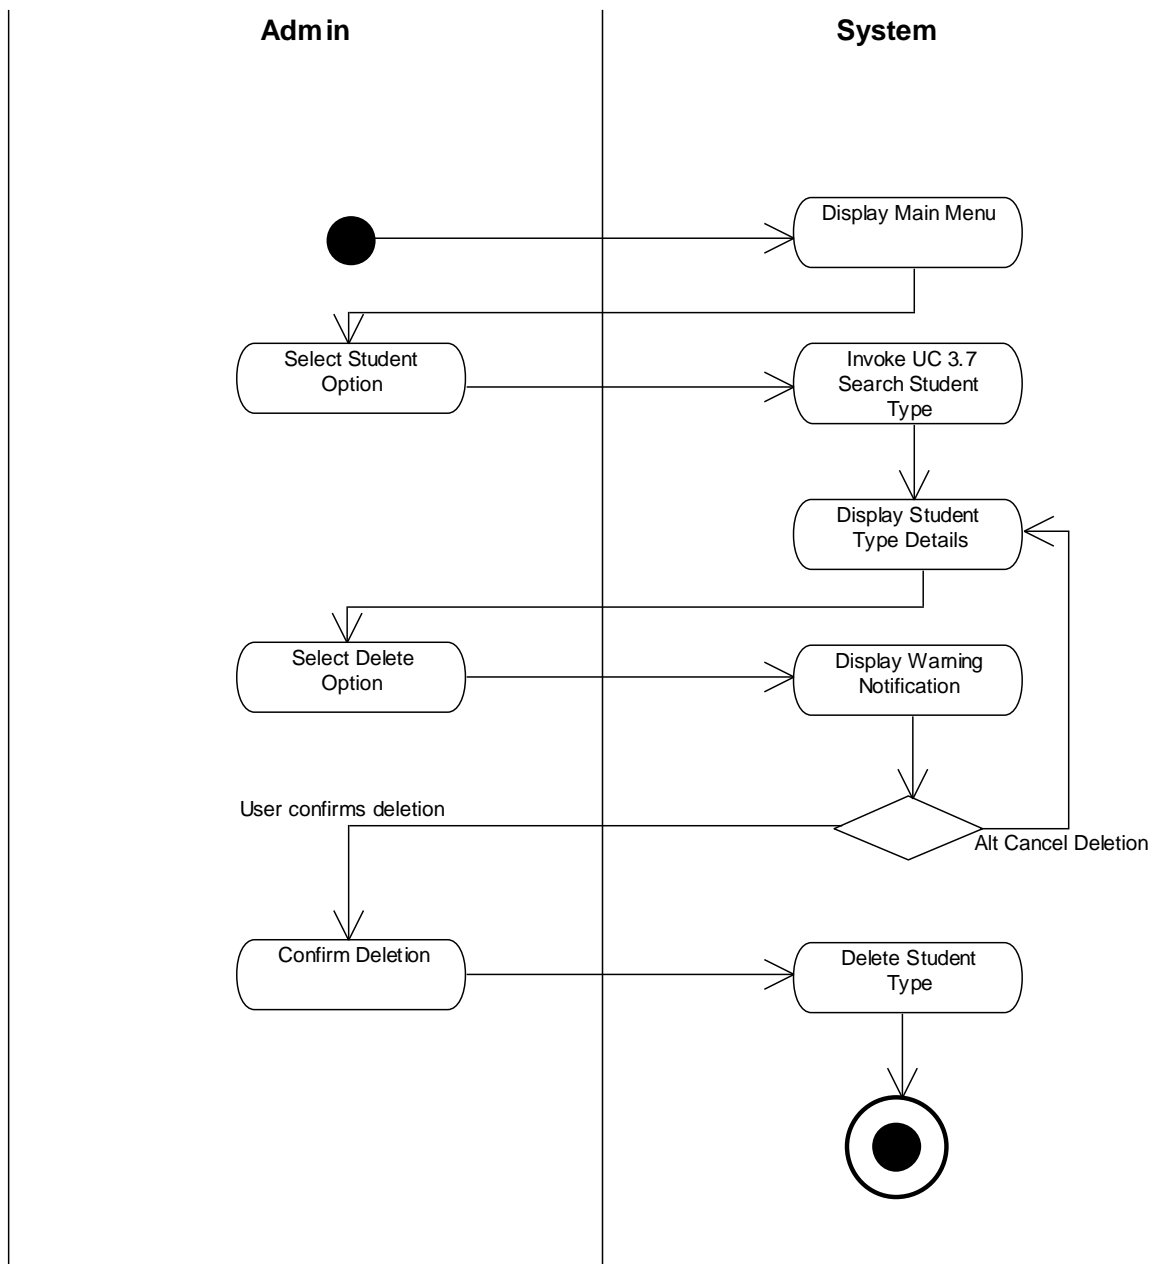 Admin
System
Display Main Menu
Select Student
Option
Invoke UC 3.7
Search Student
Type
Display Student
Type Details
Select Delete
Option
Display Warning
Notification
User confirms deletion
Alt Cancel Deletion
Confirm Deletion
Delete Student
Type